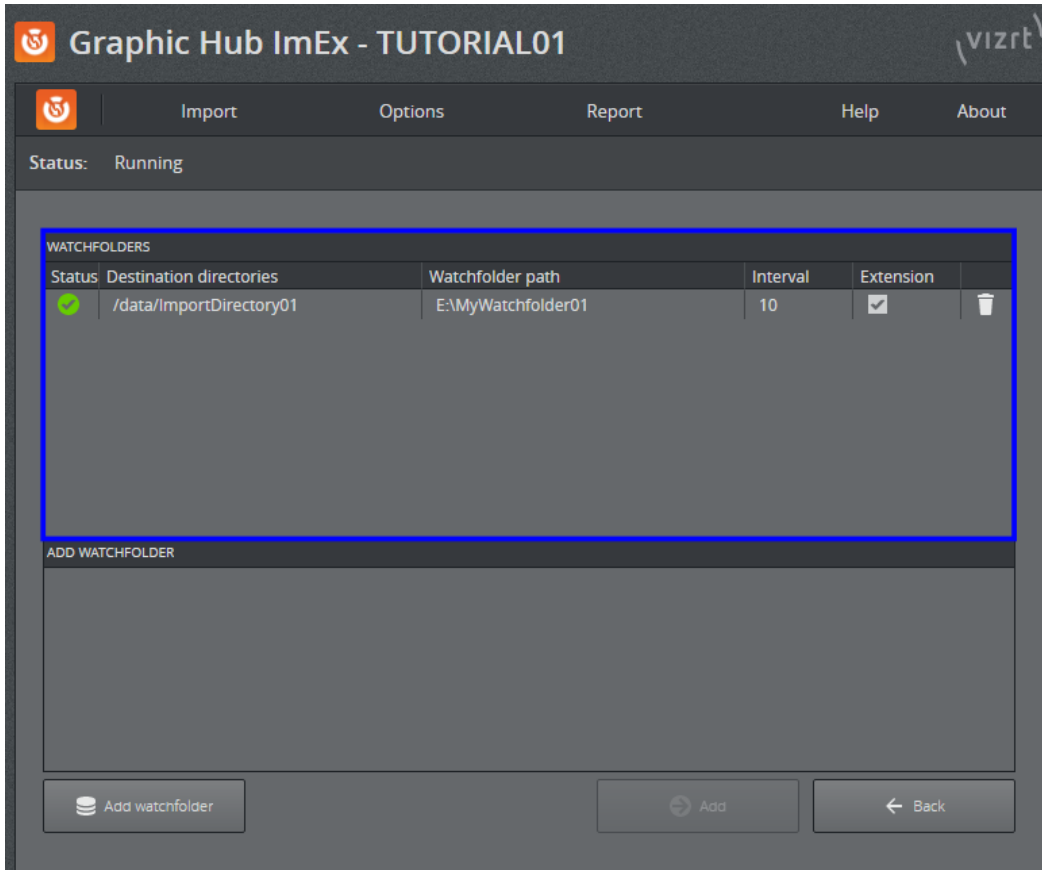 Graphic Hub ImEx - TUTORIAL01
vizrt
Import Options Report Help About
Status: Running
WATCHFOLDERS
Status Destination directories Watchfolder path Interval Extension
/data/ImportDirectory01 E:\MyWatchfolder01 10
ADD WATCHFOLDER
Add watchfolder Add Back